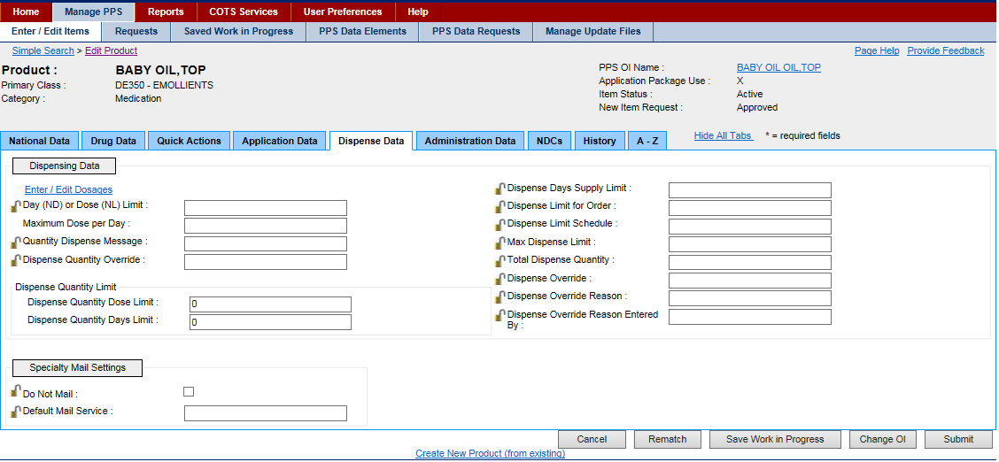 Home Manage PPS Reports COTS Services User Preferences Help
Enter / Edit Items Requests Saved Work in Progress PPS Data Elements PPS Data Requests Manage Update Files
Simple Search > Edit Product Page Help Provide Feedback
Product : BABY OIL,TOP
Primary Class : DE350 - EMOLLIENTS
Category : Medication
PPS OI Name : BABY OIL OIL,TOP
Application Package Use : X
Item Status : Active
New Item Request : Approved
National Data Drug Data Quick Actions Application Data Dispense Data Administration Data NDCs History A - Z Hide All Tabs * = required fields
Dispensing Data
Enter / Edit Dosages
Day (ND) or Dose (NL) Limit :
Maximum Dose per Day :
Quantity Dispense Message :
Dispense Quantity Override :
Dispense Quantity Limit
Dispense Quantity Dose Limit : 0
Dispense Quantity Days Limit : 0
Dispense Days Supply Limit :
Dispense Limit for Order :
Dispense Limit Schedule :
Max Dispense Limit :
Total Dispense Quantity :
Dispense Override :
Dispense Override Reason :
Dispense Override Reason Entered
By :
Specialty Mail Settings
Do Not Mail :
Default Mail Service :
Cancel Rematch Save Work in Progress Change OI Submit
Create New Product (from existing)